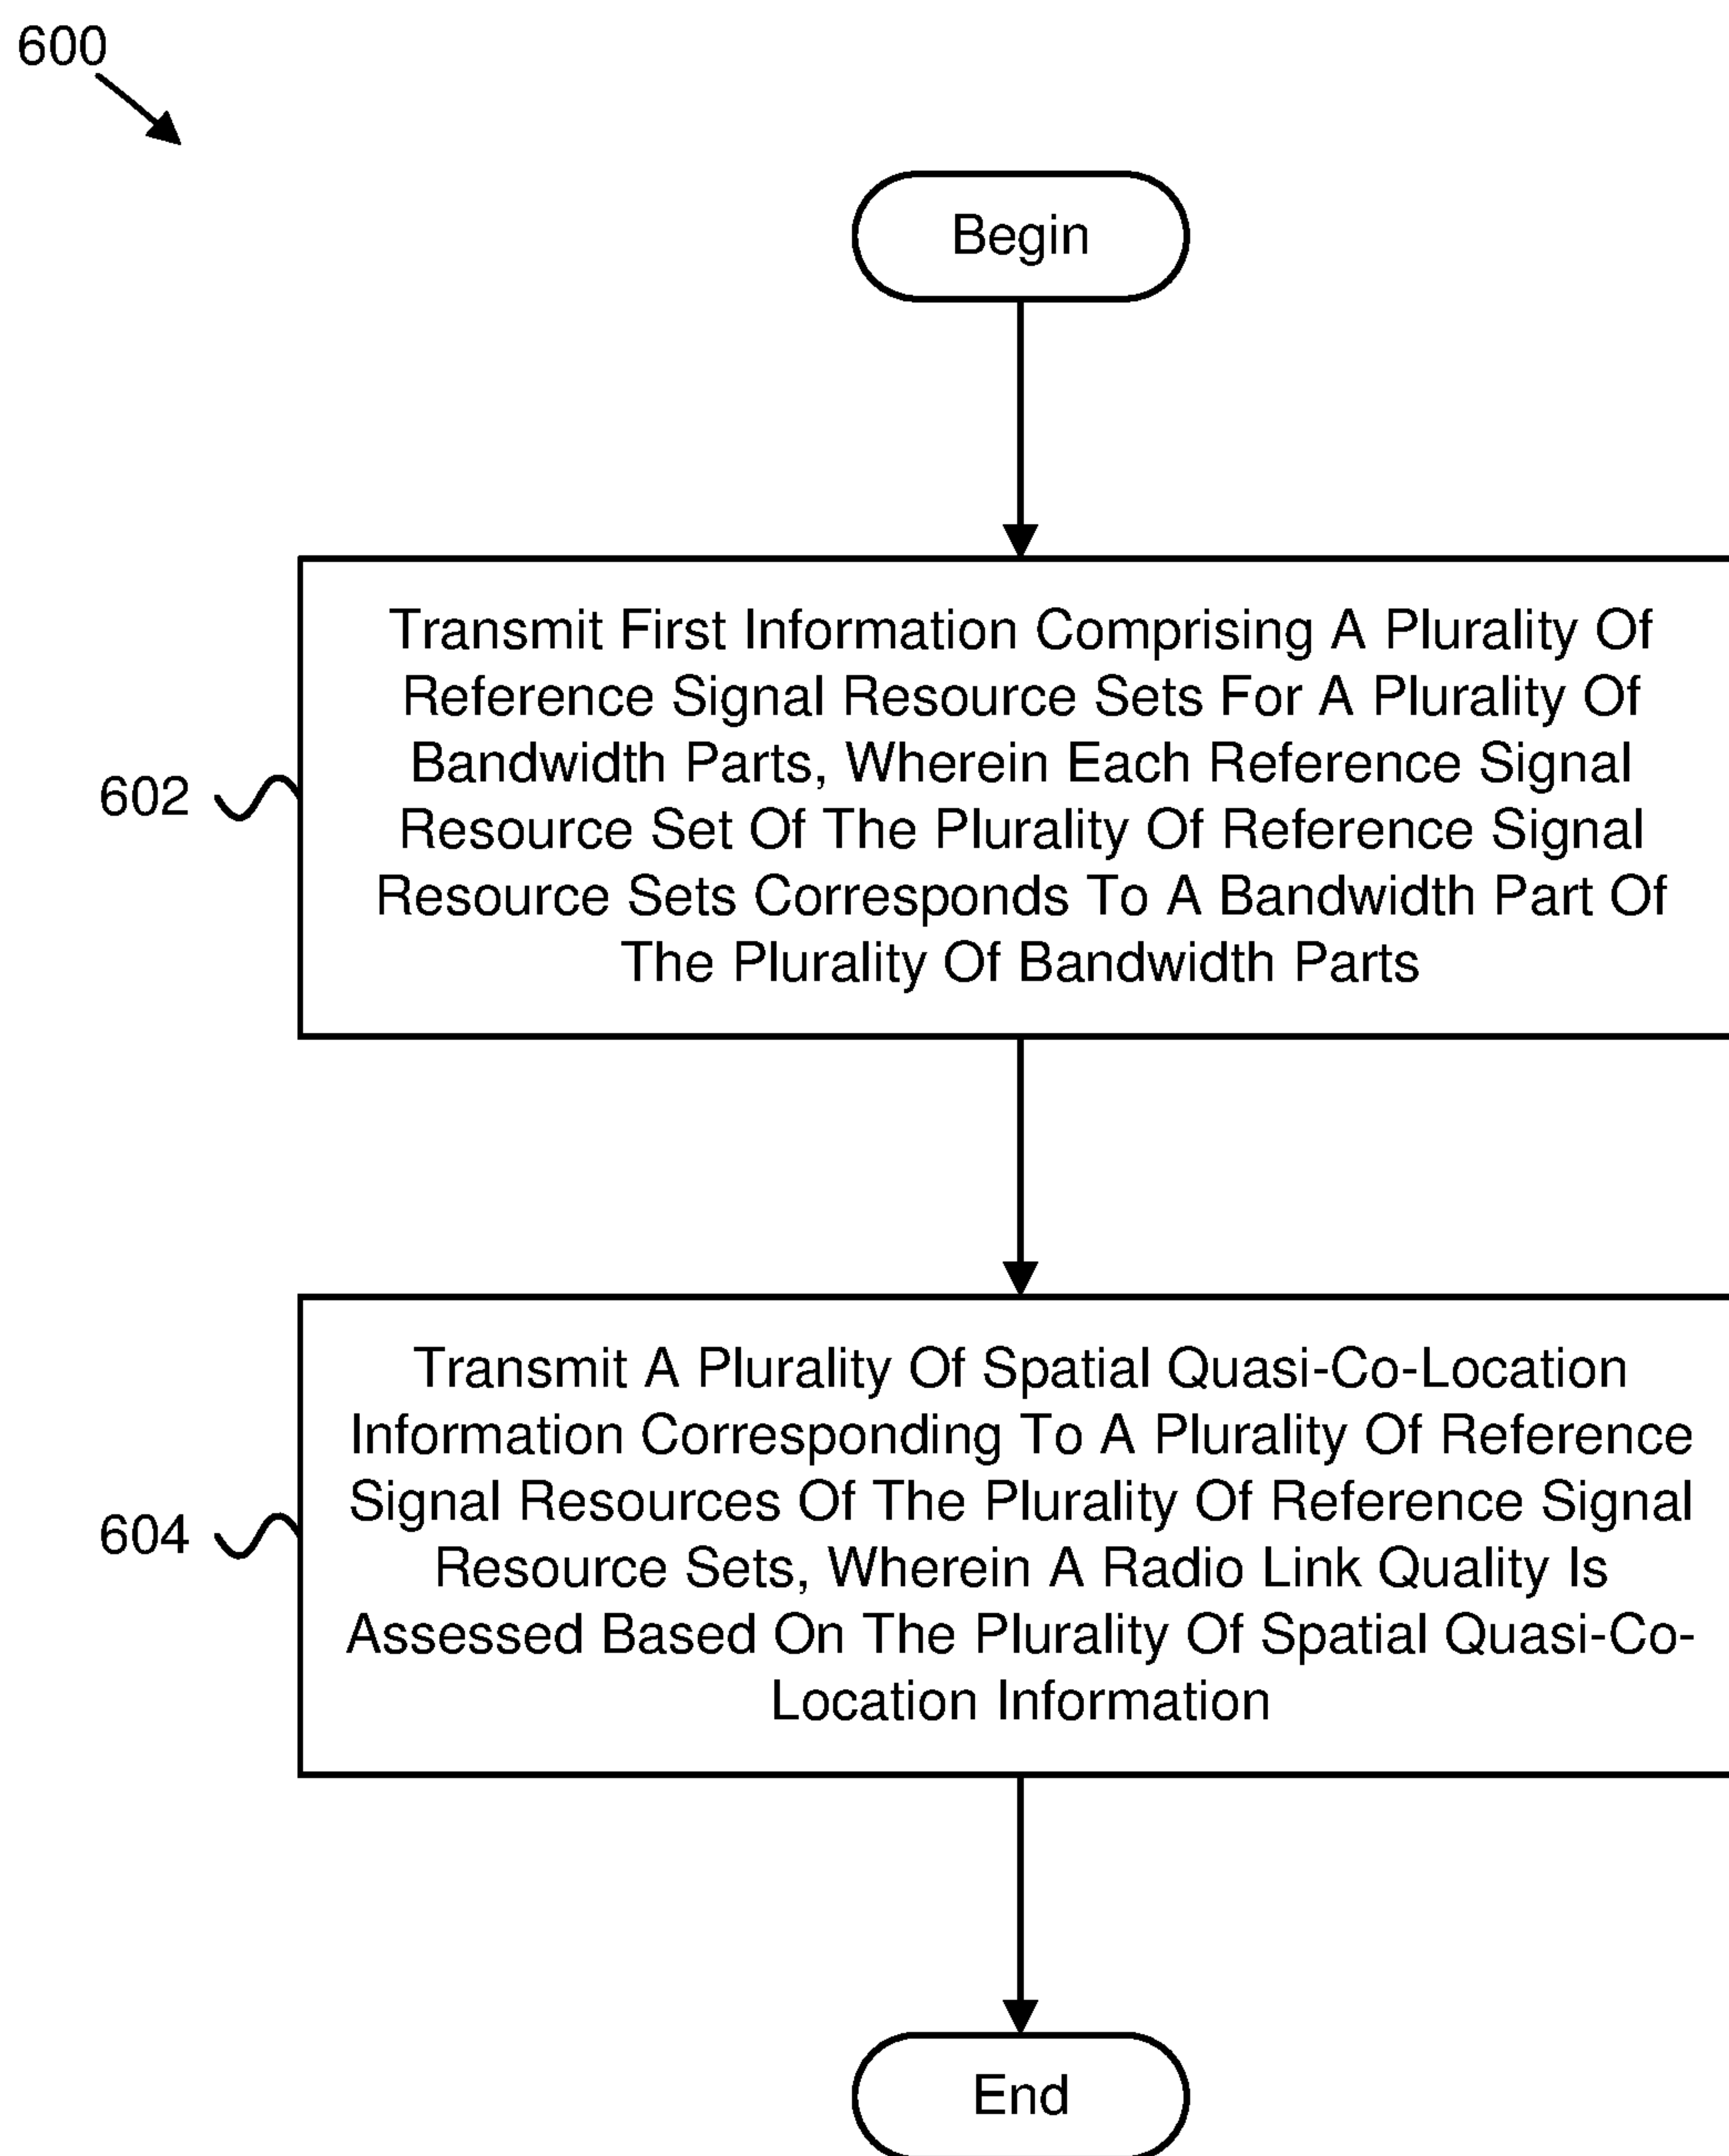 600
Begin
Transmit First Information Comprising A Plurality Of
Reference Signal Resource Sets For A Plurality Of
Bandwidth Parts, Wherein Each Reference Signal
Resource Set Of The Plurality Of Reference Signal
Resource Sets Corresponds To A Bandwidth Part Of
The Plurality Of Bandwidth Parts
602
Transmit A Plurality Of Spatial Quasi-Co-Location
Information Corresponding To A Plurality Of Reference
Signal Resources Of The Plurality Of Reference Signal
Resource Sets, Wherein A Radio Link Quality Is
Assessed Based On The Plurality Of Spatial Quasi-Co-
Location Information
604
End